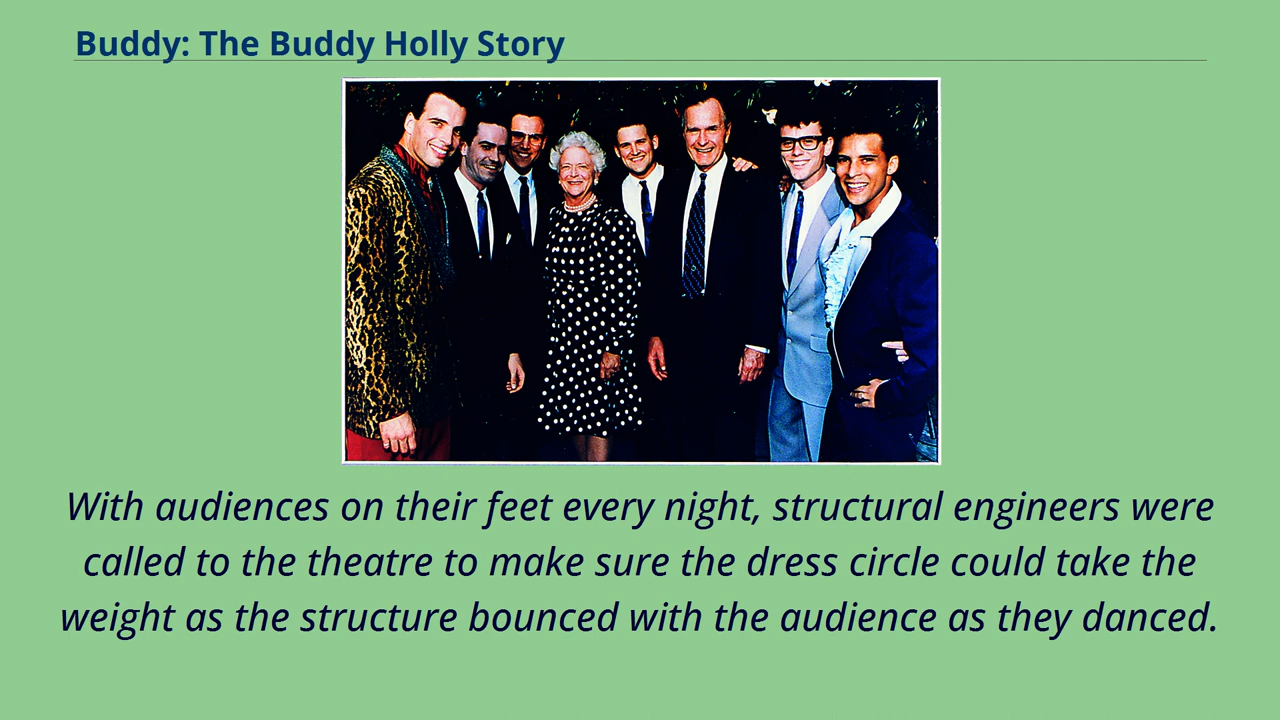 Buddy: The Buddy Holly Story
With audiences on their feet every night, structural engineers were
called to the theatre to make sure the dress circle could take the
weight as the structure bounced with the audience as they danced.